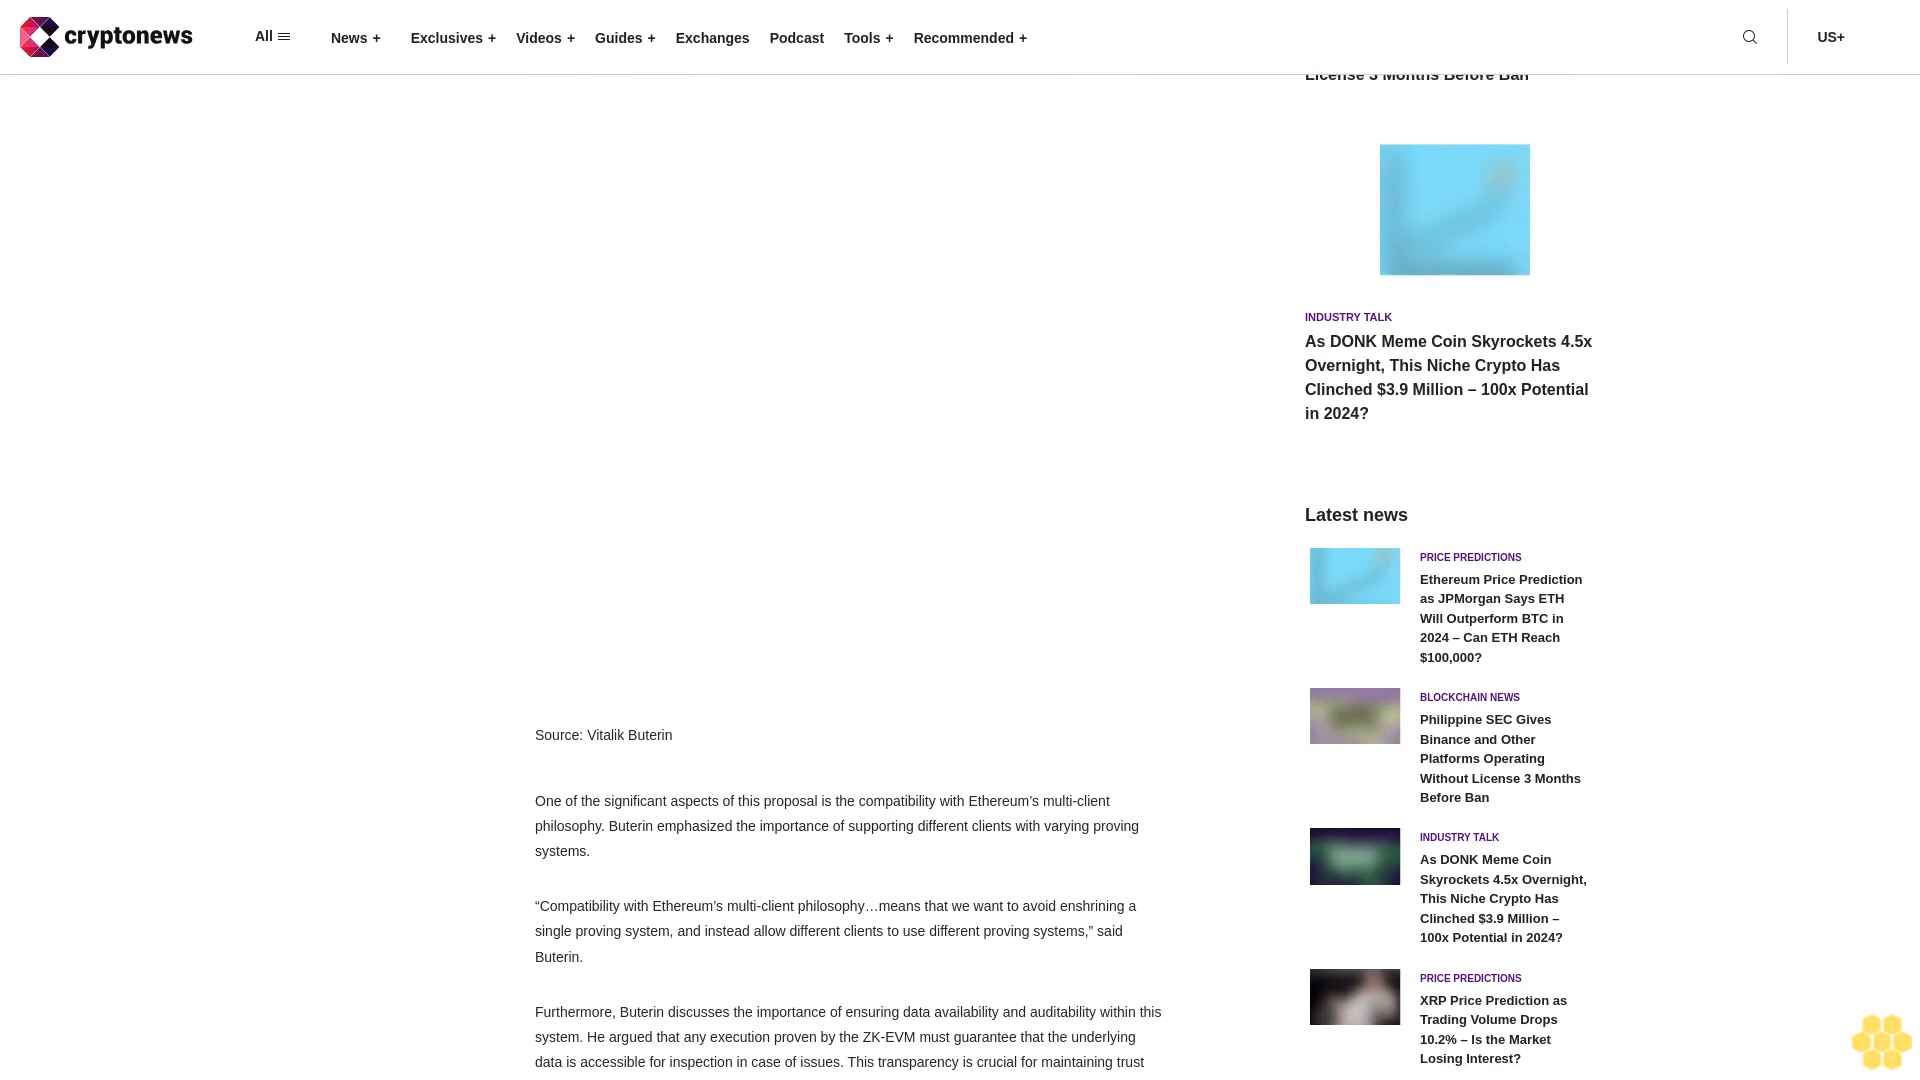 cryptonews
All
News +
Exclusives +
Videos +
Guides +
Exchanges
Podcast
Tools +
Recommended +
US+
License 3 Months Before Ban
INDUSTRY TALK
As DONK Meme Coin Skyrockets 4.5x
Overnight, This Niche Crypto Has
Clinched $3.9 Million – 100x Potential
in 2024?
Latest news
PRICE PREDICTIONS
Ethereum Price Prediction
as JPMorgan Says ETH
Will Outperform BTC in
2024 – Can ETH Reach
$100,000?
BLOCKCHAIN NEWS
Philippine SEC Gives
Binance and Other
Platforms Operating
Without License 3 Months
Before Ban
INDUSTRY TALK
As DONK Meme Coin
Skyrockets 4.5x Overnight,
This Niche Crypto Has
Clinched $3.9 Million –
100x Potential in 2024?
PRICE PREDICTIONS
XRP Price Prediction as
Trading Volume Drops
10.2% – Is the Market
Losing Interest?
Source: Vitalik Buterin
One of the significant aspects of this proposal is the compatibility with Ethereum’s multi-client
philosophy. Buterin emphasized the importance of supporting different clients with varying proving
systems.
“Compatibility with Ethereum’s multi-client philosophy…means that we want to avoid enshrining a
single proving system, and instead allow different clients to use different proving systems,” said
Buterin.
Furthermore, Buterin discusses the importance of ensuring data availability and auditability within this
system. He argued that any execution proven by the ZK-EVM must guarantee that the underlying
data is accessible for inspection in case of issues. This transparency is crucial for maintaining trust